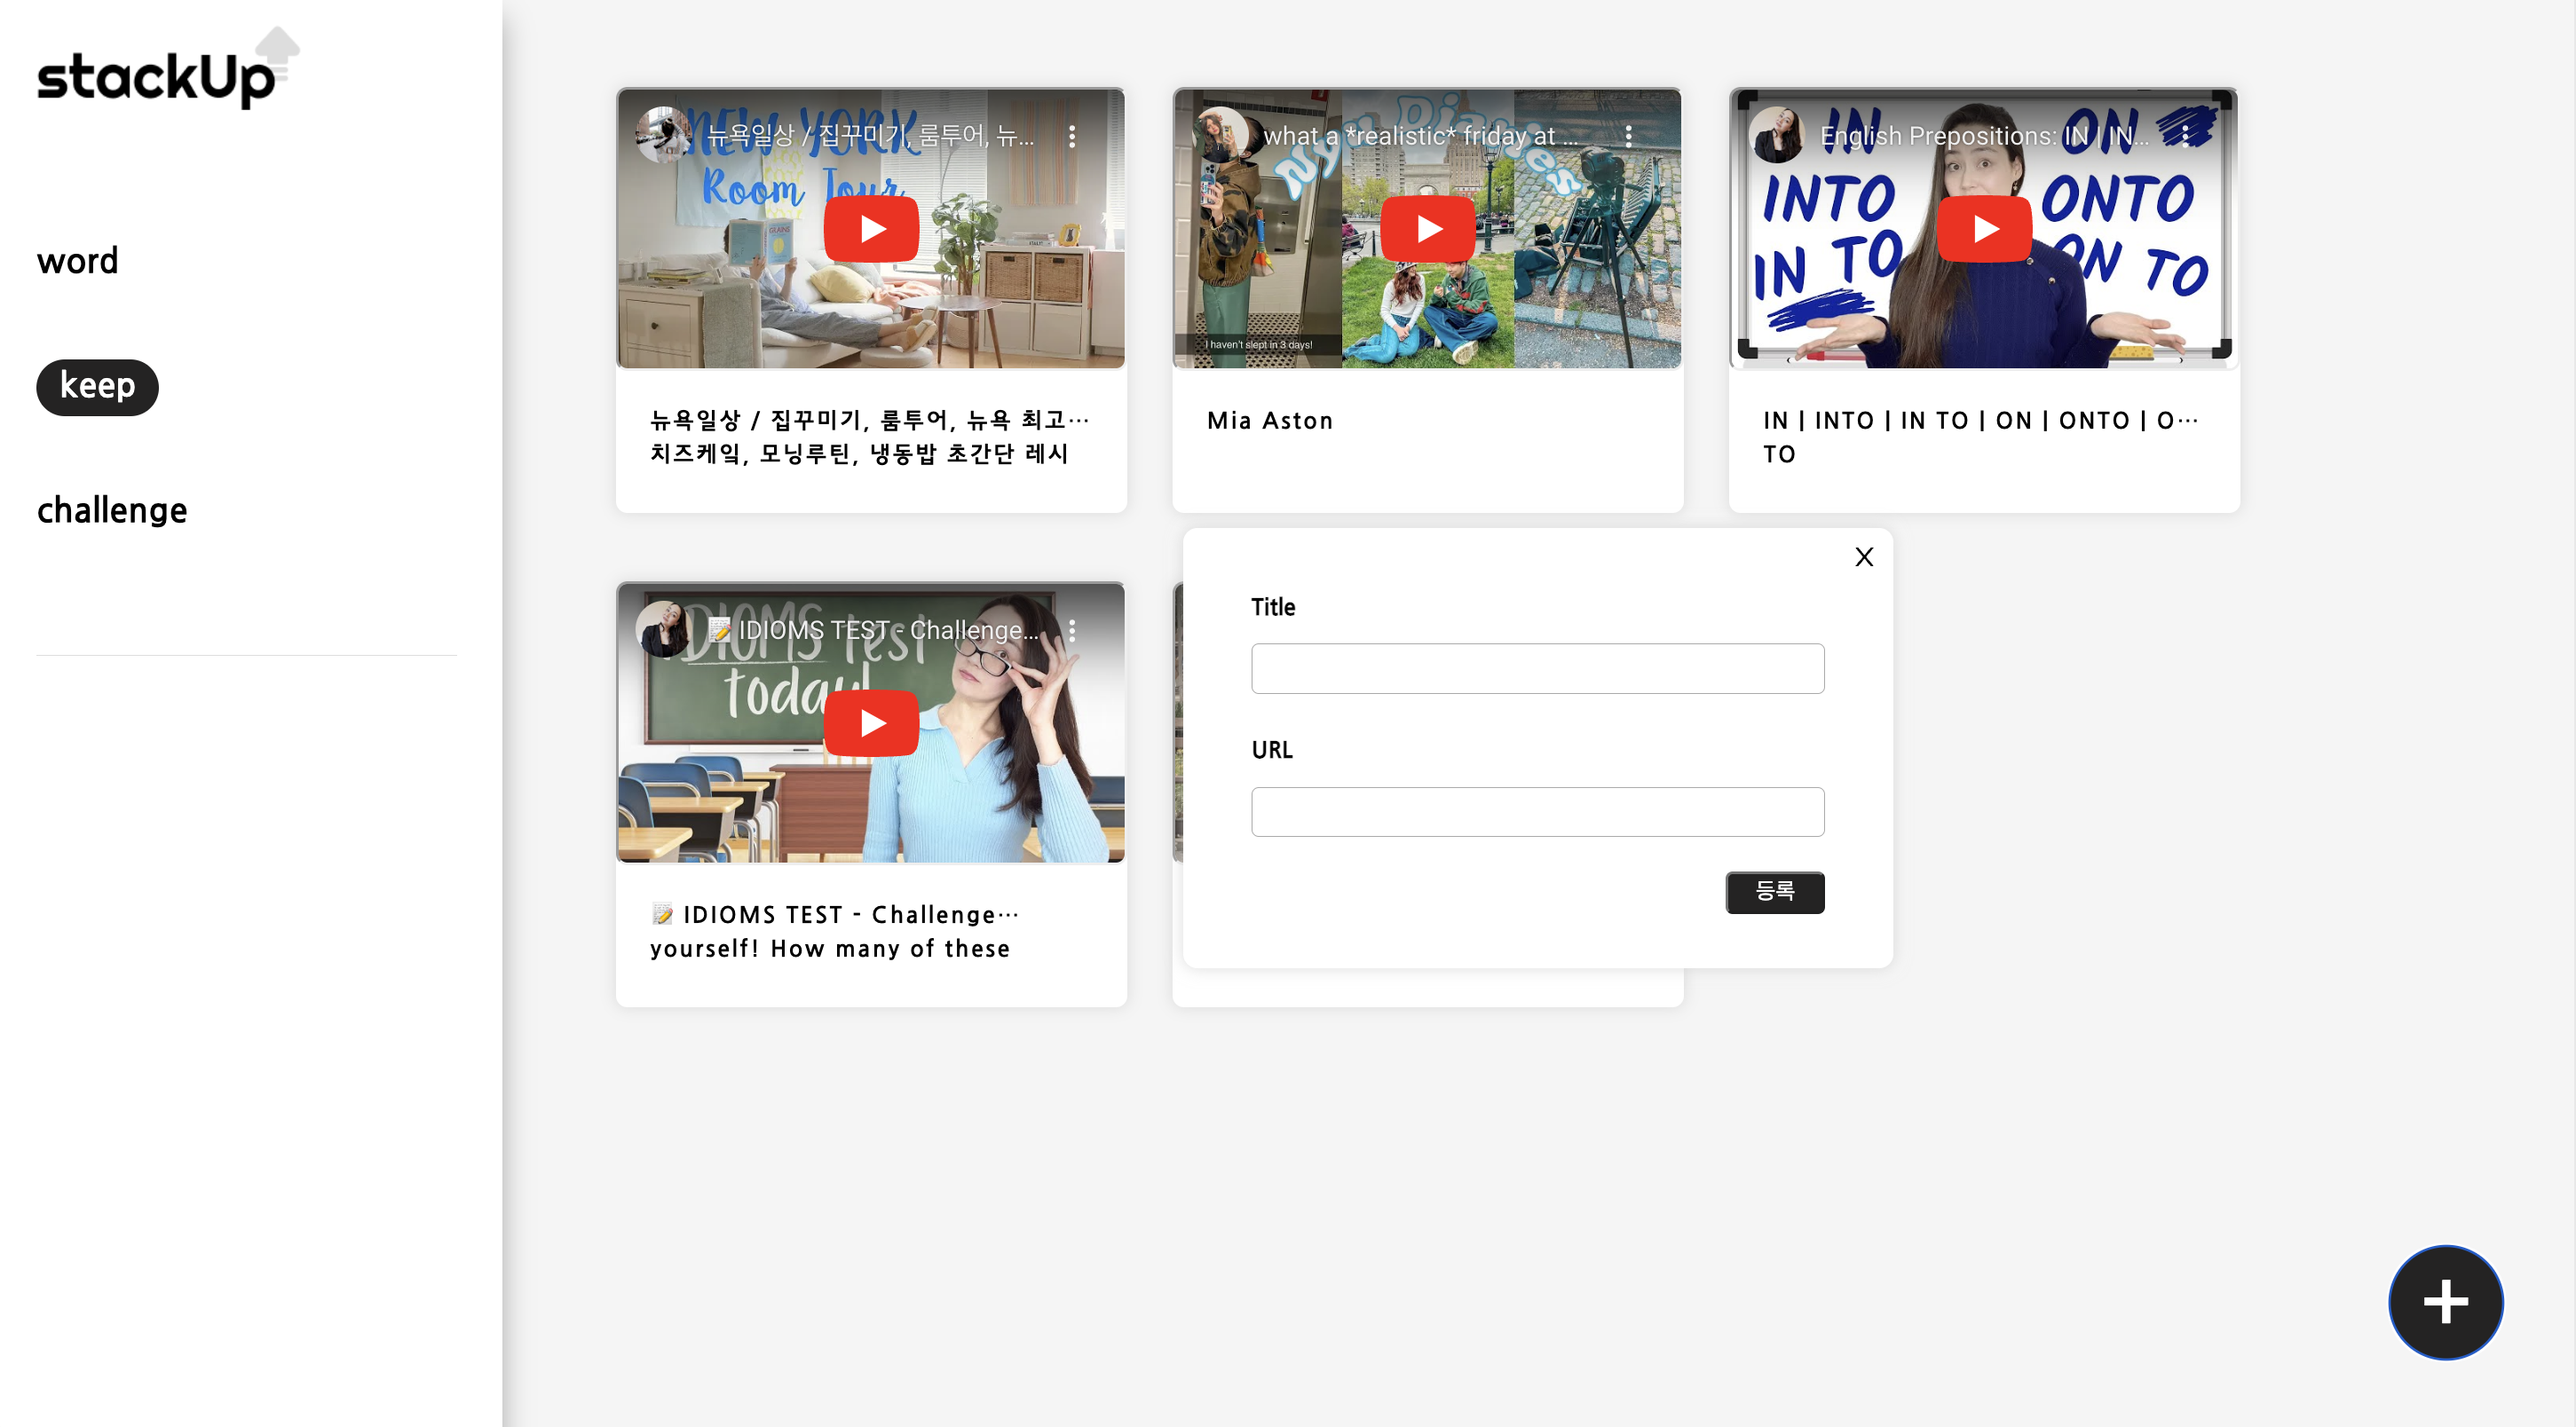 stackUp
word
keep
challenge
뉴욕일상 / 집꾸미기, 룸투어, 뉴...
NEW YORK
Room Tour
GLAINS
뉴욕일상 / 집꾸미기, 룸투어, 뉴욕 최고…
치즈케잌, 모닝루틴, 냉동밥 초간단 레시
what a *realistic* friday at ...
I haven't slept in 3 days!
Mia Aston
English Prepositions: IN | IN...
IN
ON
INTO
ONTO
IN TO
ON TO
IN | INTO | IN TO | ON | ONTO | O…
TO
📝 IDIOMS TEST - Challenge...
IDIOMS Test
today!
📝 IDIOMS TEST - Challenge…
yourself! How many of these
X
Title
URL
등록
+